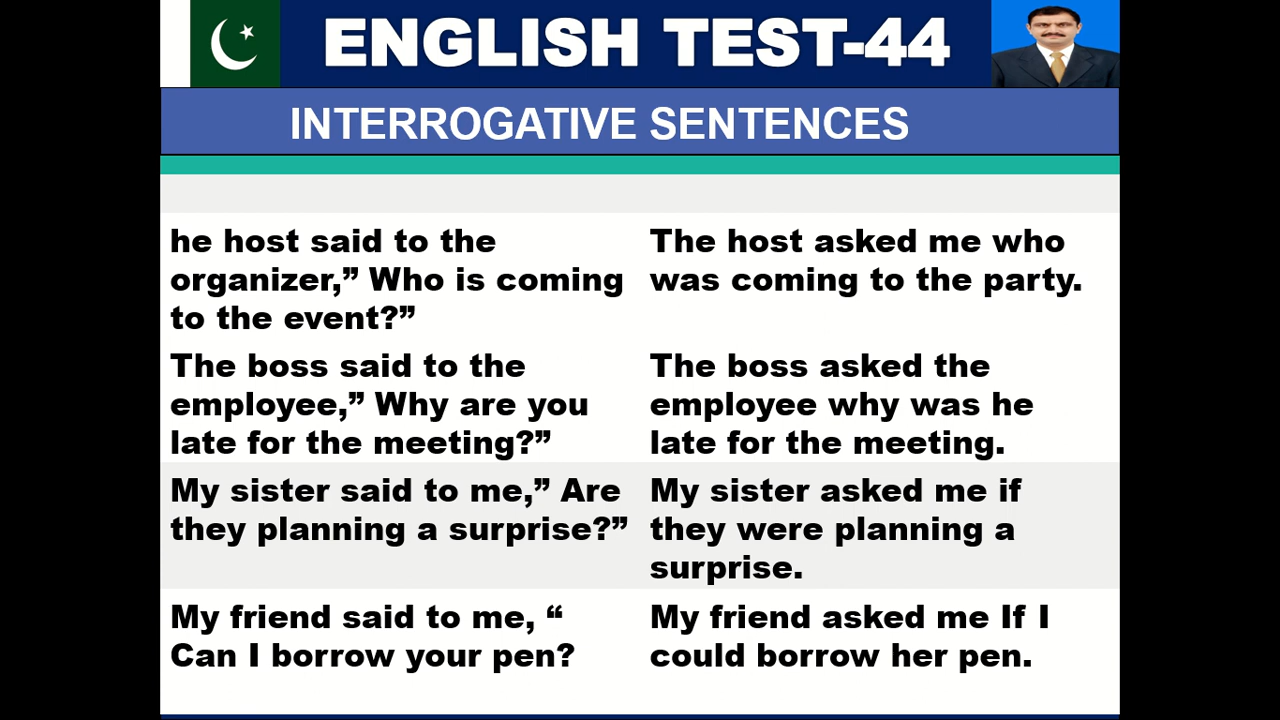 ENGLISH TEST-44
INTERROGATIVE SENTENCES
he host said to the
organizer,” Who is coming
to the event?”
The host asked me who
was coming to the party.
The boss said to the
employee,” Why are you
late for the meeting?”
The boss asked the
employee why was he
late for the meeting.
My sister said to me,” Are
they planning a surprise?”
My sister asked me if
they were planning a
surprise.
My friend said to me, “
Can I borrow your pen?
My friend asked me If I
could borrow her pen.